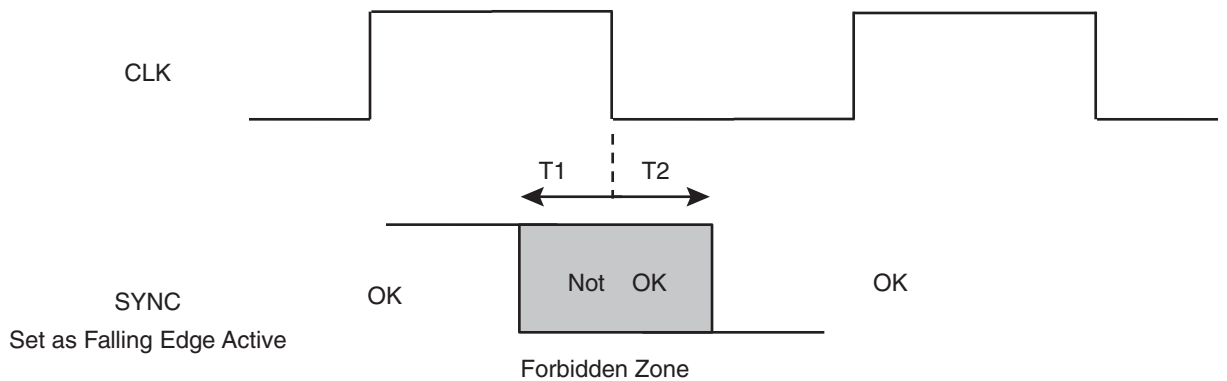 CLK
T1
T2
Not OK
OK
OK
SYNC
Set as Falling Edge Active
Forbidden Zone